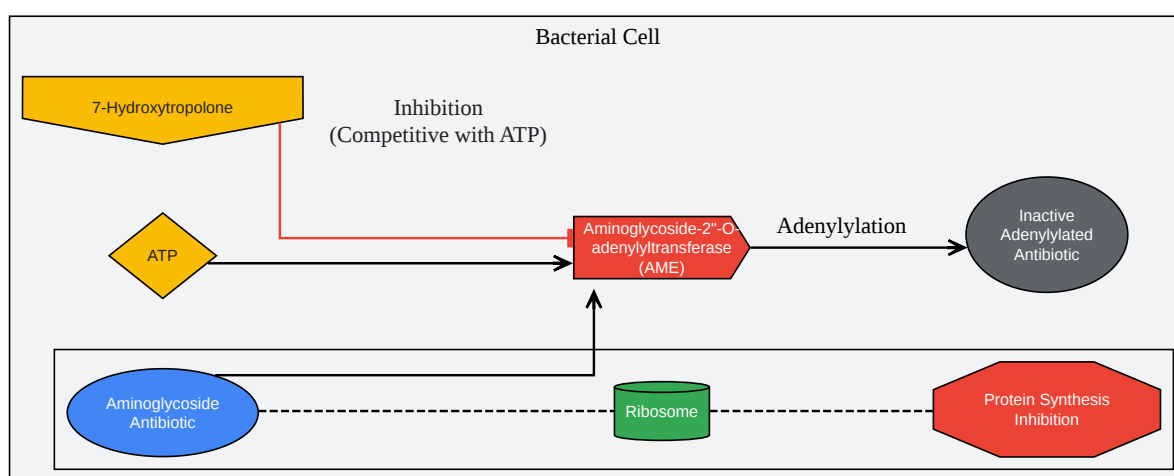 Bacterial Cell
7-Hydroxytropolone
Inhibition
(Competitive with ATP)
ATP
Aminoglycoside-2"-O-
adenylyltransferase
(AME)
Adenylylation
Inactive
Adenylylated
Antibiotic
Aminoglycoside
Antibiotic
Ribosome
Protein Synthesis
Inhibition